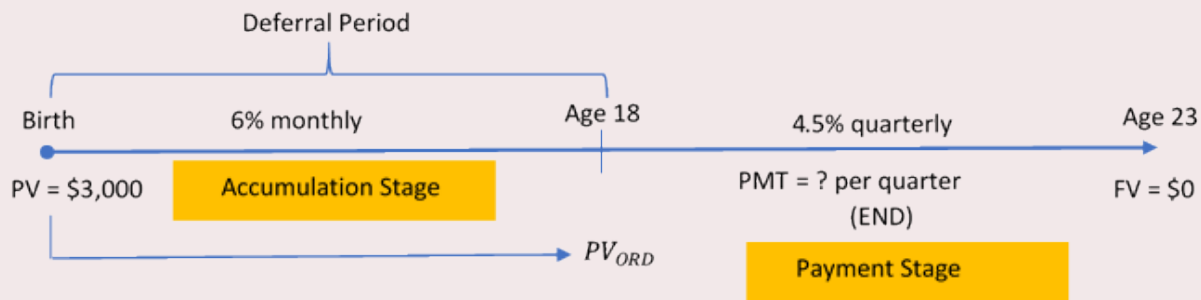 Deferral Period
Birth
6% monthly
Age 18
4.5% quarterly
Age 23
PV = $3,000
Accumulation Stage
PMT = ? per quarter
(END)
FV = $0
PV_ORD
Payment Stage